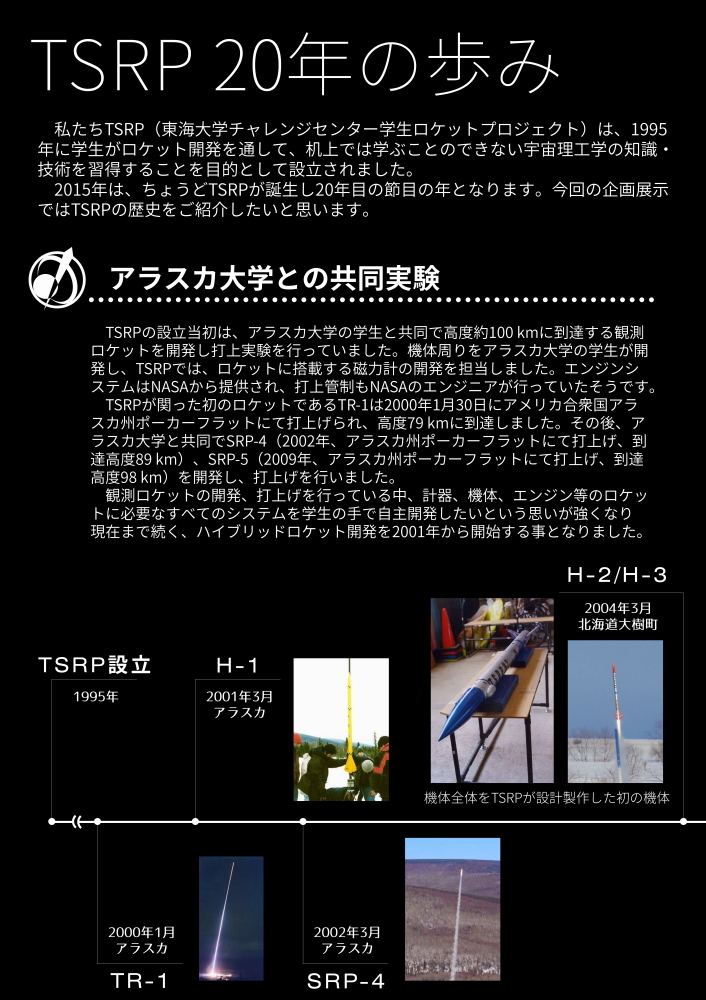 TSRP 20年の歩み
私たちTSRP（東海大学チャレンジセンター学生ロケットプロジェクト）は、1995
年に学生がロケット開発を通して、机上では学ぶことのできない宇宙理工学の知識・
技術を習得することを目的として設立されました。
2015年は、ちょうどTSRPが誕生し20年目の節目の年となります。今回の企画展示
ではTSRPの歴史をご紹介したいと思います。
アラスカ大学との共同実験
TSRPの設立当初は、アラスカ大学の学生と共同で高度約100 kmに到達する観測
ロケットを開発し打上実験を行っていました。機体周りをアラスカ大学の学生が開
発し、TSRPでは、ロケットに搭載する磁力計の開発を担当しました。エンジンシ
ステムはNASAから提供され、打上管制もNASAのエンジニアが行っていたそうです。
TSRPが関った初のロケットであるTR-1は2000年1月30日にアメリカ合衆国アラ
スカ州ポーカーフラットにて打上げられ、高度79 kmに到達しました。その後、ア
ラスカ大学と共同でSRP-4（2002年、アラスカ州ポーカーフラットにて打上げ、到
達高度89 km）、SRP-5（2009年、アラスカ州ポーカーフラットにて打上げ、到達
高度98 km）を開発し、打上げを行いました。
観測ロケットの開発、打上げを行っている中、計器、機体、エンジン等のロケッ
トに必要なすべてのシステムを学生の手で自主開発したいという思いが強くなり
現在まで続く、ハイブリッドロケット開発を2001年から開始する事となりました。
H-2/H-3
2004年3月
北海道大樹町
TSRP設立
1995年
H-1
2001年3月
アラスカ
機体全体をTSRPが設計製作した初の機体
2000年1月
アラスカ
TR-1
2002年3月
アラスカ
SRP-4